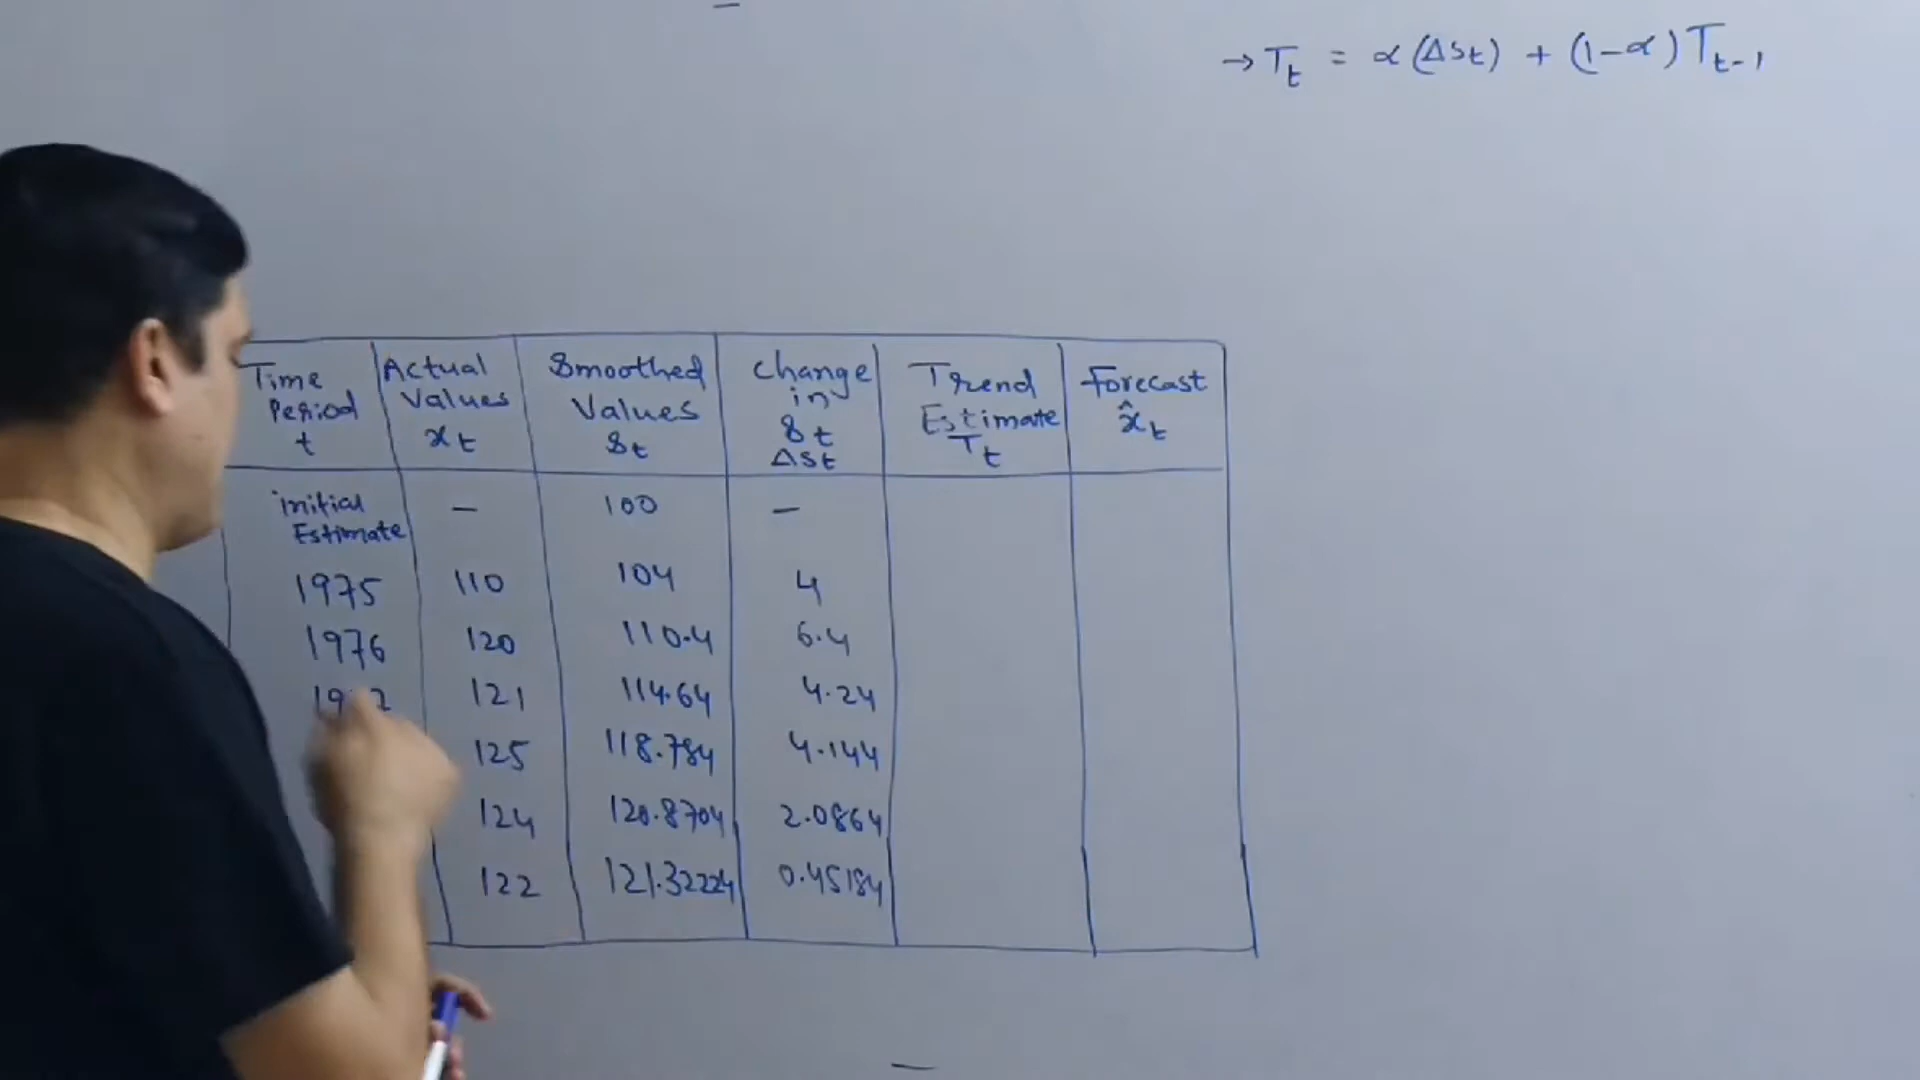 → Tt = α (Δst) + (1-α) Tt-1
Time Period t | Actual Values xt | Smoothed Values st | Change in st Δst | Trend Estimate Tt | Forecast x̂t
initial Estimate | — | 100 | —
1975 | 110 | 104 | 4
1976 | 120 | 110.4 | 6.4
121 | 114.64 | 4.24
125 | 118.784 | 4.144
124 | 120.8704 | 2.0864
122 | 121.32224 | 0.45184